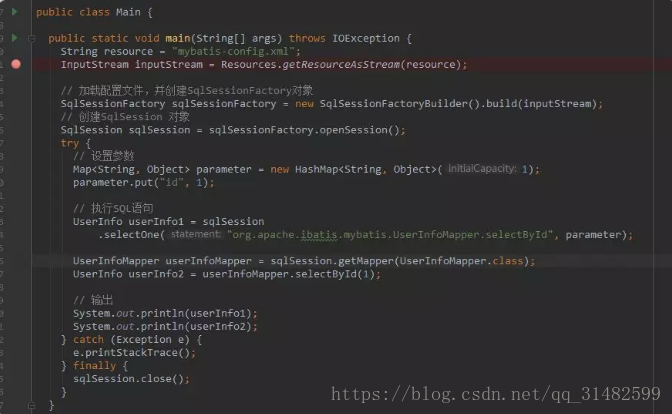 public class Main {
public static void main(String[] args) throws IOException {
String resource = "mybatis-config.xml";
InputStream inputStream = Resources.getResourceAsStream(resource);
// 加载配置文件，并创建SqlSessionFactory对象
SqlSessionFactory sqlSessionFactory = new SqlSessionFactoryBuilder().build(inputStream);
// 创建SqlSession 对象
SqlSession sqlSession = sqlSessionFactory.openSession();
try {
// 设置参数
Map<String, Object> parameter = new HashMap<String, Object>( initialCapacity: 1);
parameter.put("id", 1);
// 执行SQL语句
UserInfo userInfo1 = sqlSession
.selectOne( statement: "org.apache.ibatis.mybatis.UserInfoMapper.selectById", parameter);
UserInfoMapper userInfoMapper = sqlSession.getMapper(UserInfoMapper.class);
UserInfo userInfo2 = userInfoMapper.selectById(1);
// 输出
System.out.println(userInfo1);
System.out.println(userInfo2);
} catch (Exception e) {
e.printStackTrace();
} finally {
sqlSession.close();
}
}
https://blog.csdn.net/qq_31482599